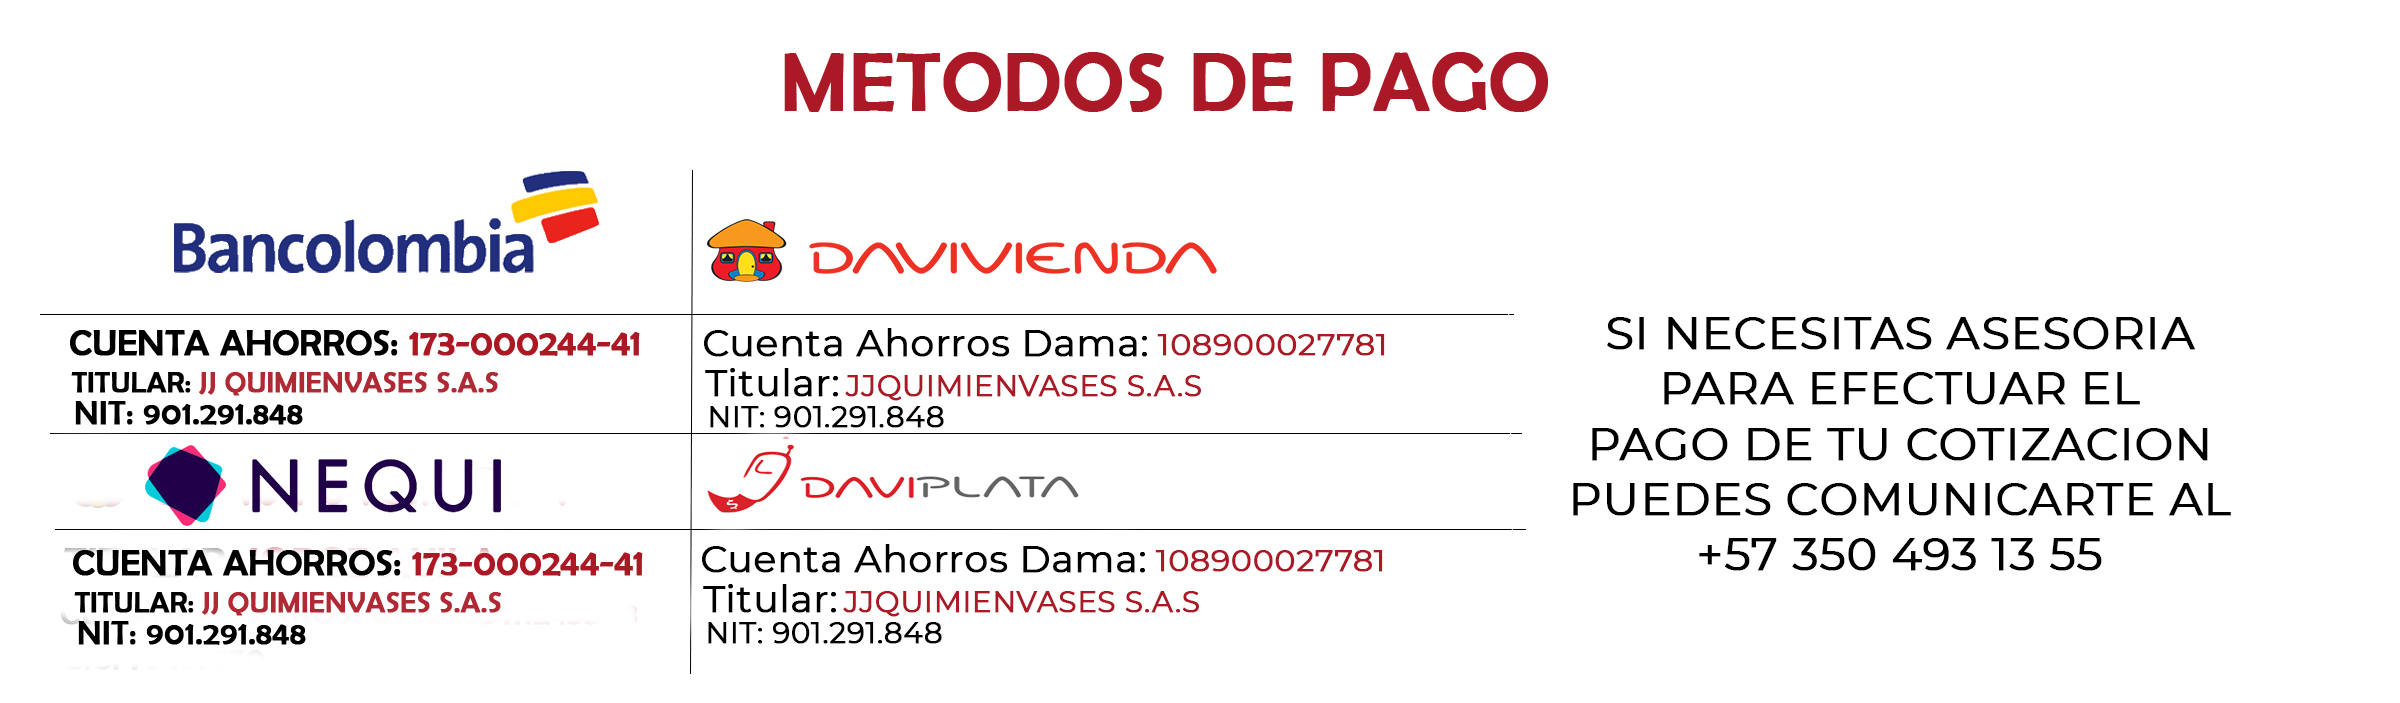 METODOS DE PAGO
Bancolombia
DAVIVIENDA
CUENTA AHORROS: 173-000244-41
TITULAR: JJ QUIMIENVASES S.A.S
NIT: 901.291.848
Cuenta Ahorros Dama: 108900027781
Titular: JJQUIMIENVASES S.A.S
NIT: 901.291.848
NEQUI
DAVIPLATA
CUENTA AHORROS: 173-000244-41
TITULAR: JJ QUIMIENVASES S.A.S
NIT: 901.291.848
Cuenta Ahorros Dama: 108900027781
Titular: JJQUIMIENVASES S.A.S
NIT: 901.291.848
SI NECESITAS ASESORIA
PARA EFECTUAR EL
PAGO DE TU COTIZACION
PUEDES COMUNICARTE AL
+57 350 493 13 55